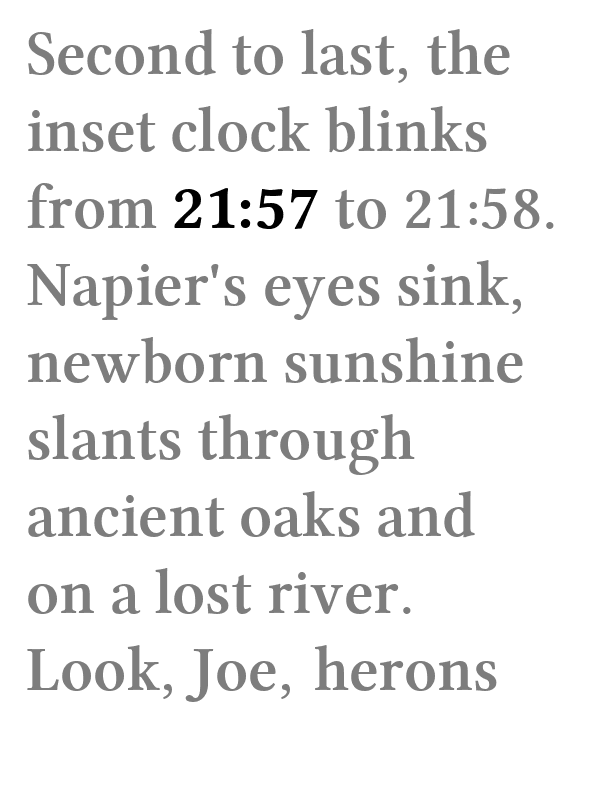 Second to last, the
inset clock blinks
from 21:57 to 21:58.
Napier's eyes sink,
newborn sunshine
slants through
ancient oaks and
on a lost river.
Look, Joe, herons